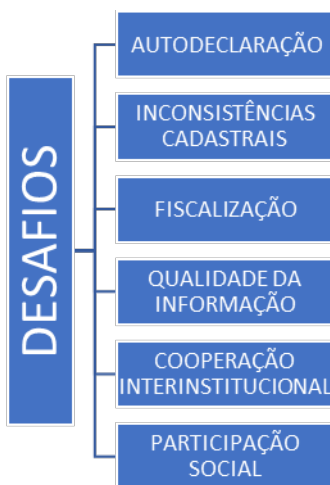 DESAFIOS
AUTODECLARAÇÃO
INCONSISTÊNCIAS
CADASTRAIS
FISCALIZAÇÃO
QUALIDADE DA
INFORMAÇÃO
COOPERAÇÃO
INTERINSTITUCIONAL
PARTICIPAÇÃO
SOCIAL